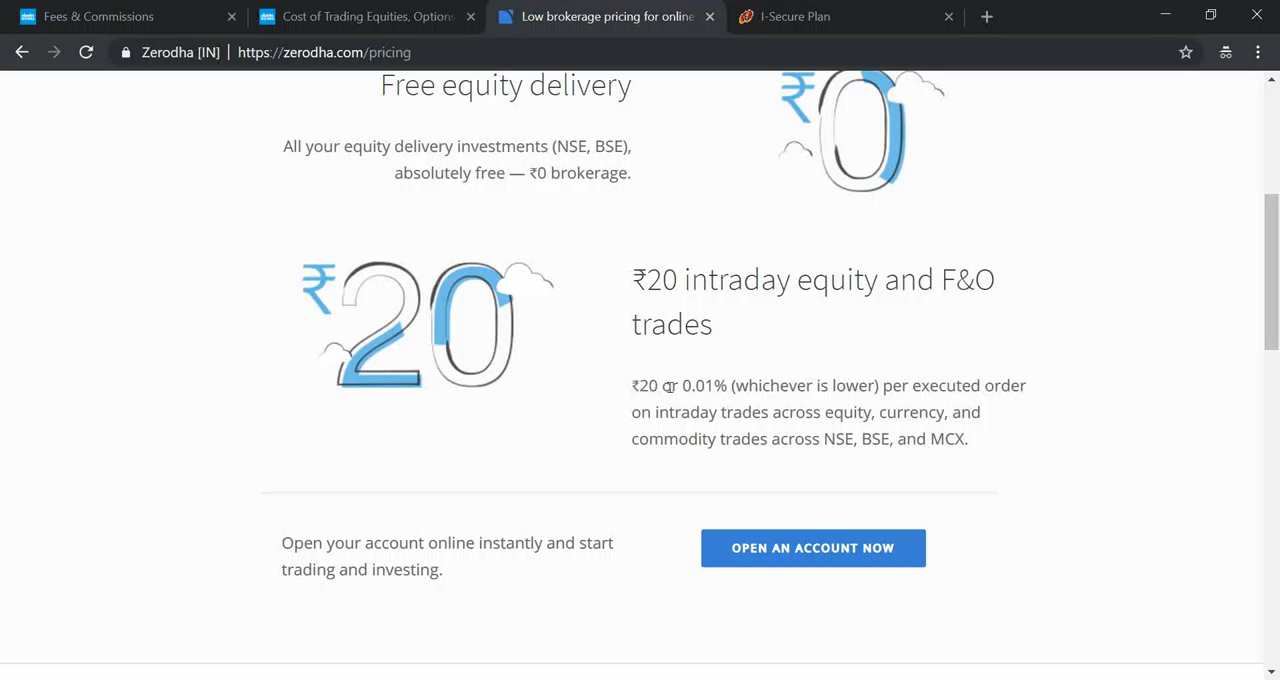 Fees & Commissions
Cost of Trading Equities, Options
Low brokerage pricing for online
I-Secure Plan
Zerodha [IN] | https://zerodha.com/pricing
Free equity delivery
₹0
All your equity delivery investments (NSE, BSE),
absolutely free — ₹0 brokerage.
₹20
₹20 intraday equity and F&O
trades
₹20 or 0.01% (whichever is lower) per executed order
on intraday trades across equity, currency, and
commodity trades across NSE, BSE, and MCX.
Open your account online instantly and start
trading and investing.
OPEN AN ACCOUNT NOW